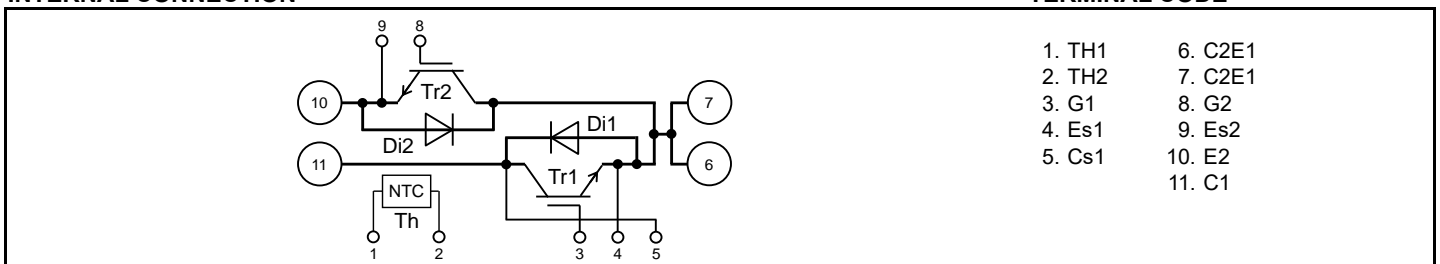 INTERNAL CONNECTION
TERMINAL CODE
9
8
10
Tr2
7
Di2
Di1
11
Tr1
6
NTC
Th
1
2
3
4
5
1. TH1 6. C2E1
2. TH2 7. C2E1
3. G1 8. G2
4. Es1 9. Es2
5. Cs1 10. E2
11. C1